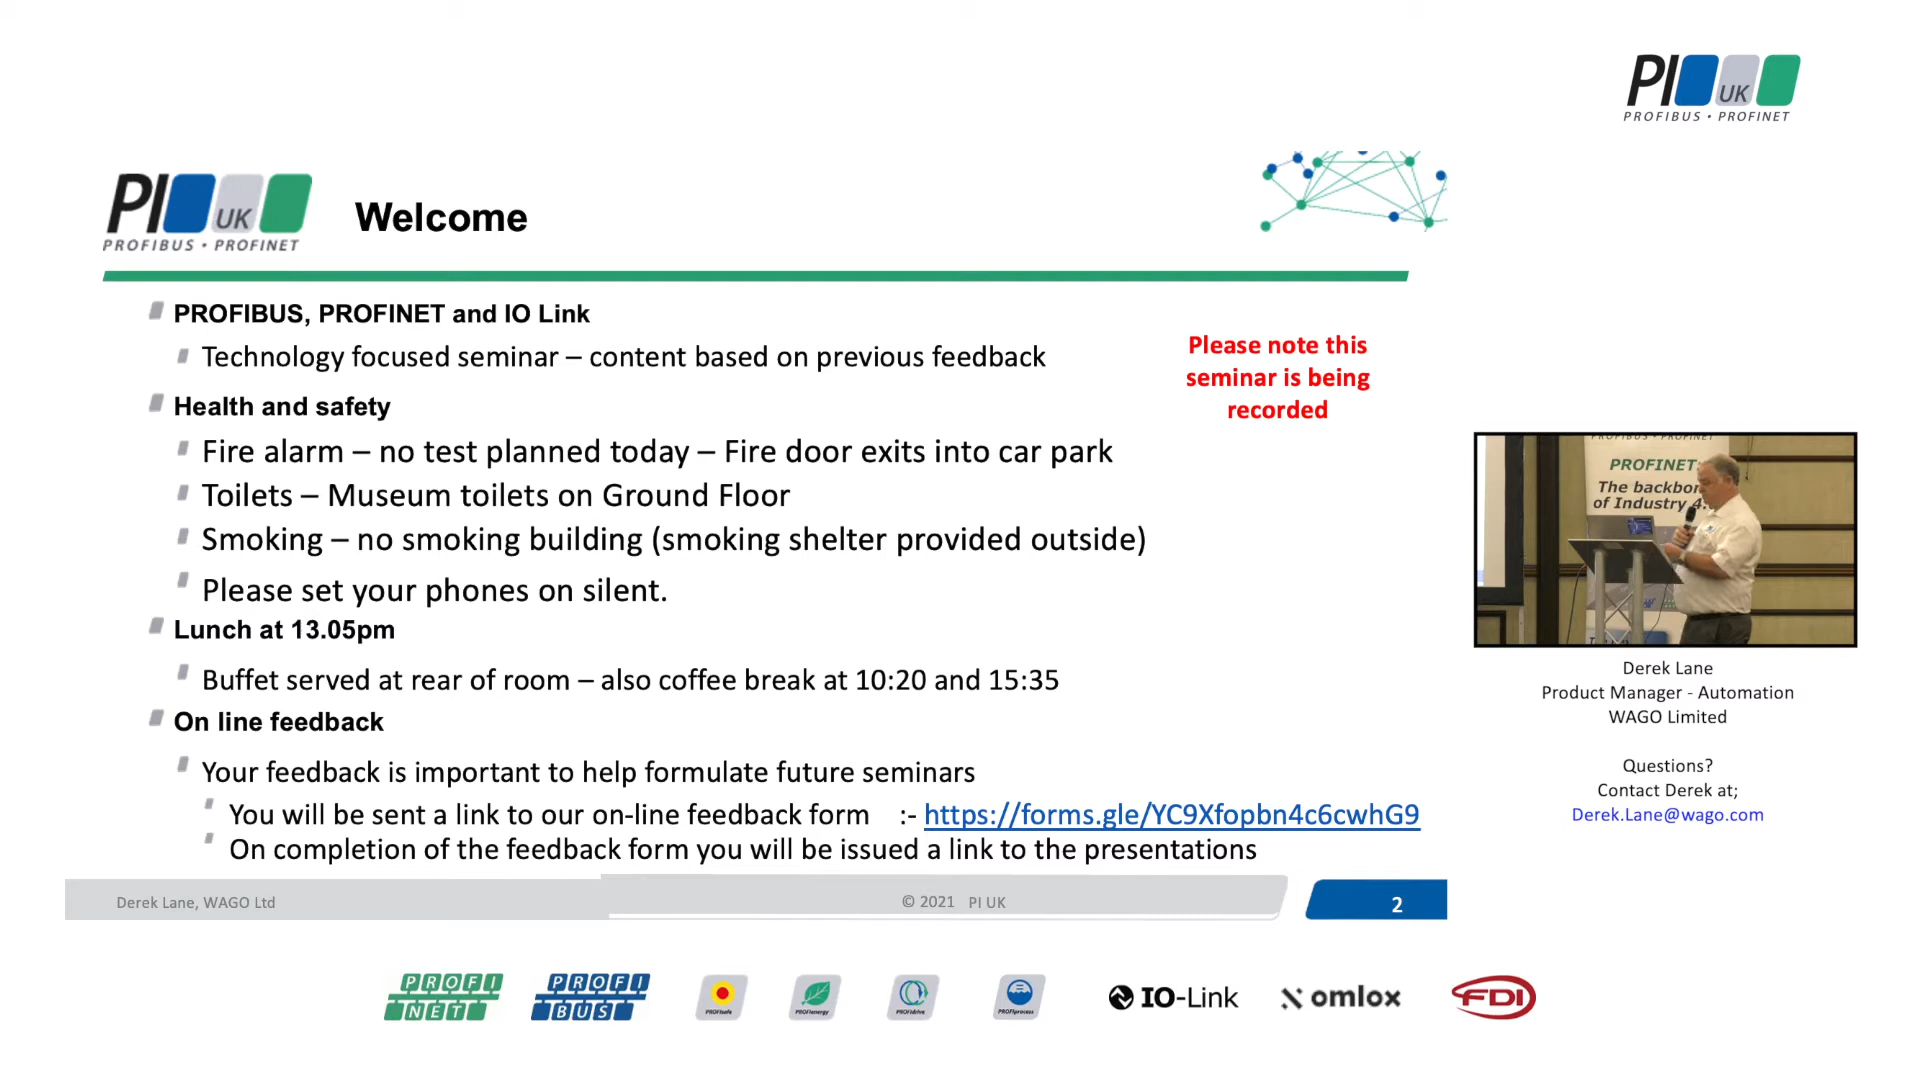 PI UK
PROFIBUS • PROFINET
PI UK
PROFIBUS • PROFINET
Welcome
PROFIBUS, PROFINET and IO Link
Technology focused seminar – content based on previous feedback
Health and safety
Fire alarm – no test planned today – Fire door exits into car park
Toilets – Museum toilets on Ground Floor
Smoking – no smoking building (smoking shelter provided outside)
Please set your phones on silent.
Lunch at 13.05pm
Buffet served at rear of room – also coffee break at 10:20 and 15:35
On line feedback
Your feedback is important to help formulate future seminars
You will be sent a link to our on-line feedback form :- https://forms.gle/YC9Xfopbn4c6cwhG9
On completion of the feedback form you will be issued a link to the presentations
Please note this
seminar is being
recorded
PROFIBUS • PROFINET
PROFINET:
The backbon
of Industry 4.
Derek Lane
Product Manager - Automation
WAGO Limited
Questions?
Contact Derek at;
Derek.Lane@wago.com
Derek Lane, WAGO Ltd
© 2021 PI UK
2
PROFI
NET
PROFI
BUS
PROFIsafe
PROFIenergy
PROFIdrive
PROFIprocess
IO-Link
omlox
FDI